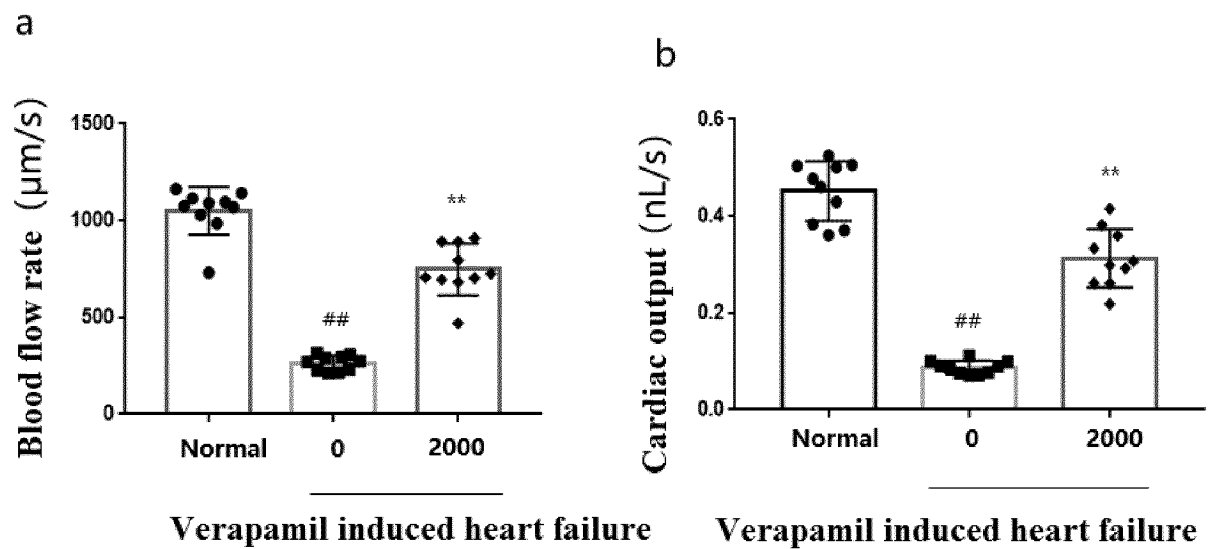 a
Blood flow rate (μm/s)
1500
1000
500
0
##
**
Normal
0
2000
Verapamil induced heart failure
b
Cardiac output (nL/s)
0.6
0.4
0.2
0.0
##
**
Normal
0
2000
Verapamil induced heart failure